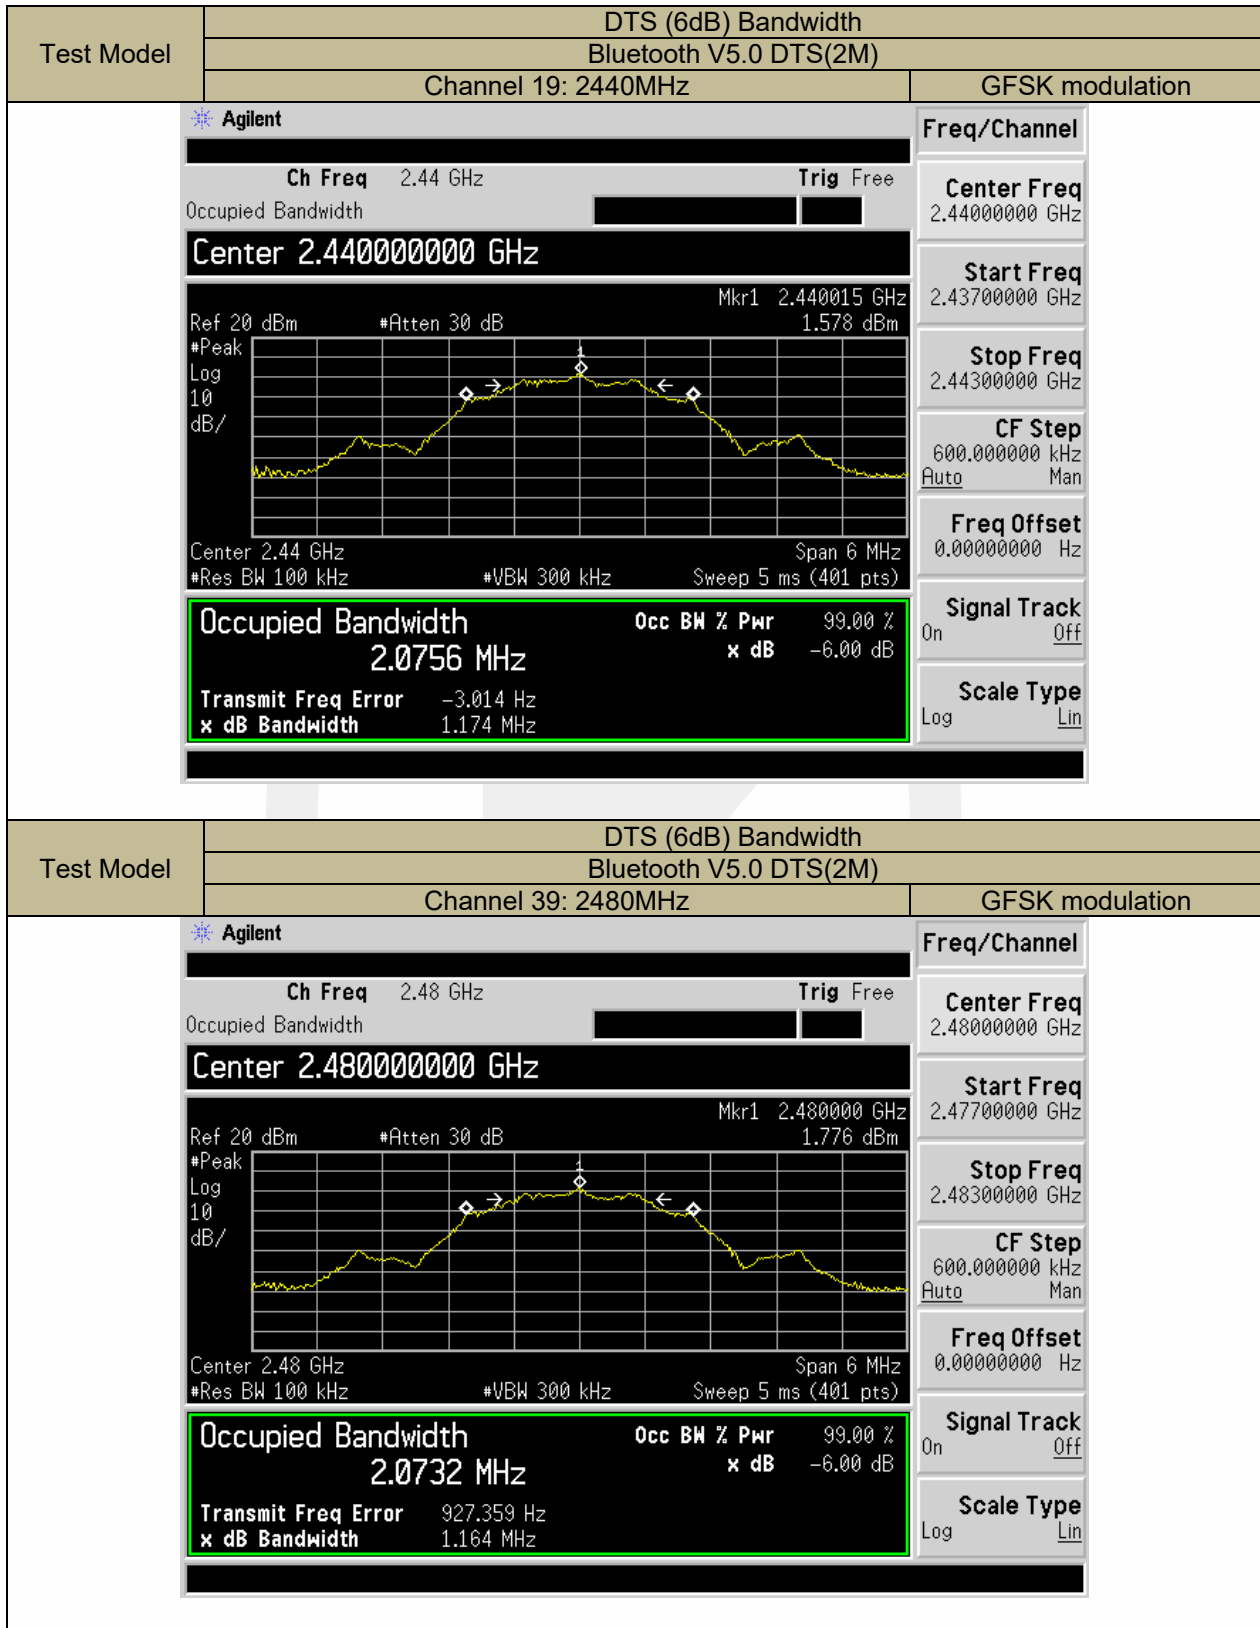 Test Model
DTS (6dB) Bandwidth
Bluetooth V5.0 DTS(2M)
Channel 19: 2440MHz GFSK modulation
Agilent
Freq/Channel
Ch Freq 2.44 GHz Trig Free
Occupied Bandwidth
Center 2.440000000 GHz
Mkr1 2.440015 GHz
Ref 20 dBm #Atten 30 dB 1.578 dBm
#Peak
Log
10
dB/
1
Center 2.44 GHz Span 6 MHz
#Res BW 100 kHz #VBW 300 kHz Sweep 5 ms (401 pts)
Occupied Bandwidth Occ BW % Pwr 99.00 %
2.0756 MHz x dB -6.00 dB
Transmit Freq Error -3.014 Hz
x dB Bandwidth 1.174 MHz
Center Freq
2.44000000 GHz
Start Freq
2.43700000 GHz
Stop Freq
2.44300000 GHz
CF Step
600.000000 kHz
Auto Man
Freq Offset
0.00000000 Hz
Signal Track
On Off
Scale Type
Log Lin
Test Model
DTS (6dB) Bandwidth
Bluetooth V5.0 DTS(2M)
Channel 39: 2480MHz GFSK modulation
Agilent
Freq/Channel
Ch Freq 2.48 GHz Trig Free
Occupied Bandwidth
Center 2.480000000 GHz
Mkr1 2.480000 GHz
Ref 20 dBm #Atten 30 dB 1.776 dBm
#Peak
Log
10
dB/
1
Center 2.48 GHz Span 6 MHz
#Res BW 100 kHz #VBW 300 kHz Sweep 5 ms (401 pts)
Occupied Bandwidth Occ BW % Pwr 99.00 %
2.0732 MHz x dB -6.00 dB
Transmit Freq Error 927.359 Hz
x dB Bandwidth 1.164 MHz
Center Freq
2.48000000 GHz
Start Freq
2.47700000 GHz
Stop Freq
2.48300000 GHz
CF Step
600.000000 kHz
Auto Man
Freq Offset
0.00000000 Hz
Signal Track
On Off
Scale Type
Log Lin